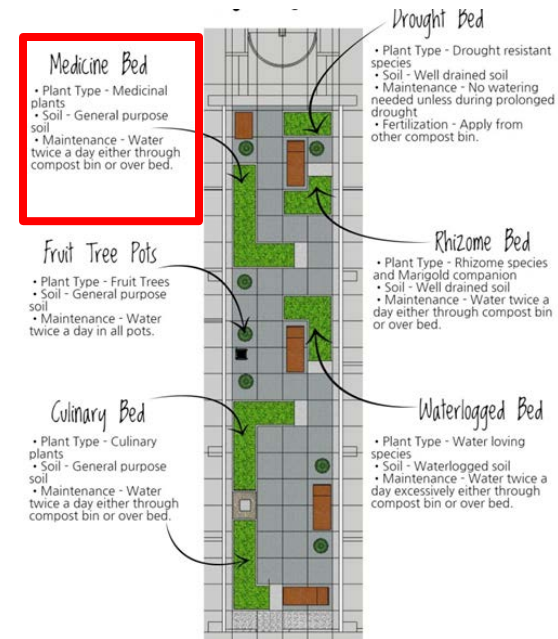 Medicine Bed
• Plant Type - Medicinal
plants
• Soil - General purpose
soil
• Maintenance - Water
twice a day either through
compost bin or over bed.
Drought Bed
• Plant Type - Drought resistant
species
• Soil - Well drained soil
• Maintenance - No watering
needed unless during prolonged
drought
• Fertilization - Apply from
other compost bin.
Fruit Tree Pots
• Plant Type - Fruit Trees
• Soil - General purpose
soil
• Maintenance - Water
twice a day in all pots.
Rhizome Bed
• Plant Type - Rhizome species
and Marigold companion
• Soil - Well drained soil
• Maintenance - Water twice a
day either through compost bin
or over bed.
Culinary Bed
• Plant Type - Culinary
plants
• Soil - General purpose
soil
• Maintenance - Water
twice a day either through
compost bin or over bed.
Waterlogged Bed
• Plant Type - Water loving
species
• Soil - Waterlogged soil
• Maintenance - Water twice a
day excessively either through
compost bin or over bed.